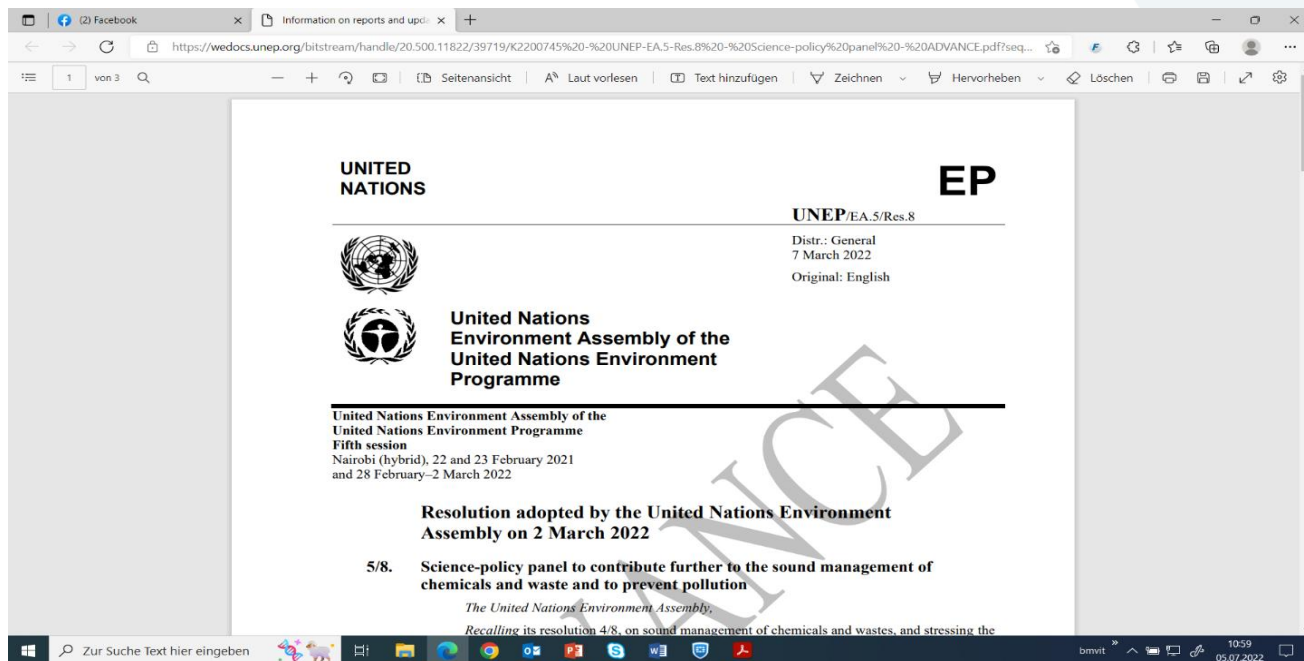 (2) Facebook
Information on reports and upda
https://wedocs.unep.org/bitstream/handle/20.500.11822/39719/K2200745%20-%20UNEP-EA.5-Res.8%20-%20Science-policy%20panel%20-%20ADVANCE.pdf?seq...
1 von 3 Seitenansicht Laut vorlesen Text hinzufügen Zeichnen Hervorheben Löschen
UNITED
NATIONS
EP
UNEP/EA.5/Res.8
Distr.: General
7 March 2022
Original: English
United Nations
Environment Assembly of the
United Nations Environment
Programme
United Nations Environment Assembly of the
United Nations Environment Programme
Fifth session
Nairobi (hybrid), 22 and 23 February 2021
and 28 February–2 March 2022
Resolution adopted by the United Nations Environment
Assembly on 2 March 2022
5/8. Science-policy panel to contribute further to the sound management of
chemicals and waste and to prevent pollution
The United Nations Environment Assembly,
Recalling its resolution 4/8, on sound management of chemicals and wastes, and stressing the
ANCE
Zur Suche Text hier eingeben
bmvit
10:59
05.07.2022